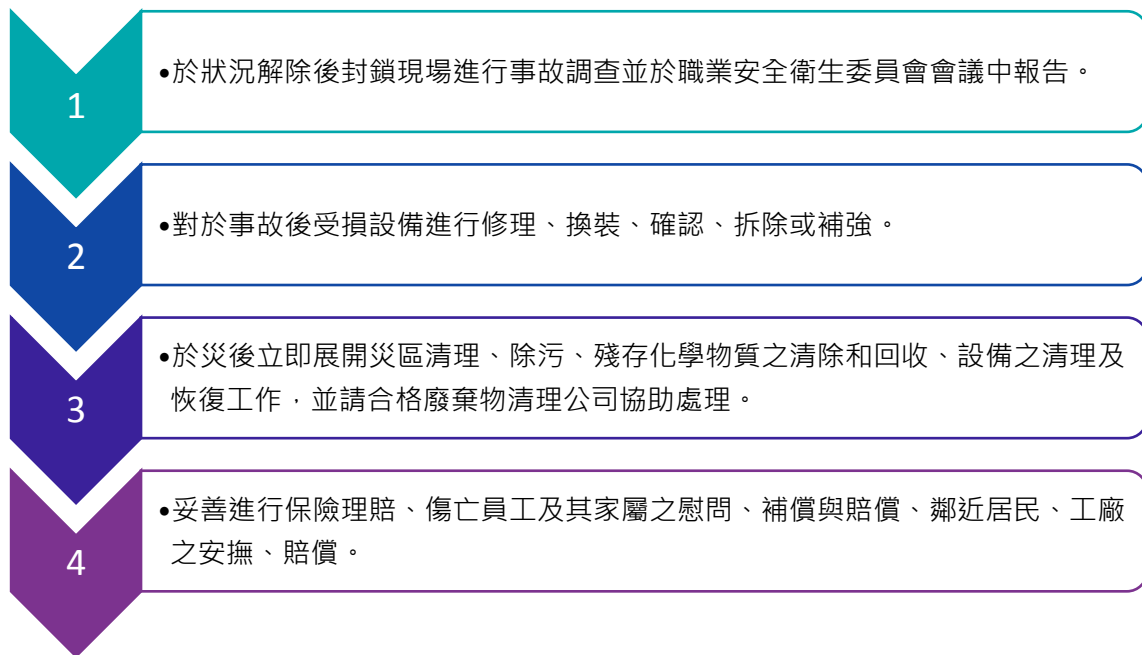 1
•於狀況解除後封鎖現場進行事故調查並於職業安全衛生委員會會議中報告。
2
•對於事故後受損設備進行修理、換裝、確認、拆除或補強。
3
•於災後立即展開災區清理、除污、殘存化學物質之清除和回收、設備之清理及
恢復工作，並請合格廢棄物清理公司協助處理。
4
•妥善進行保險理賠、傷亡員工及其家屬之慰問、補償與賠償、鄰近居民、工廠
之安撫、賠償。